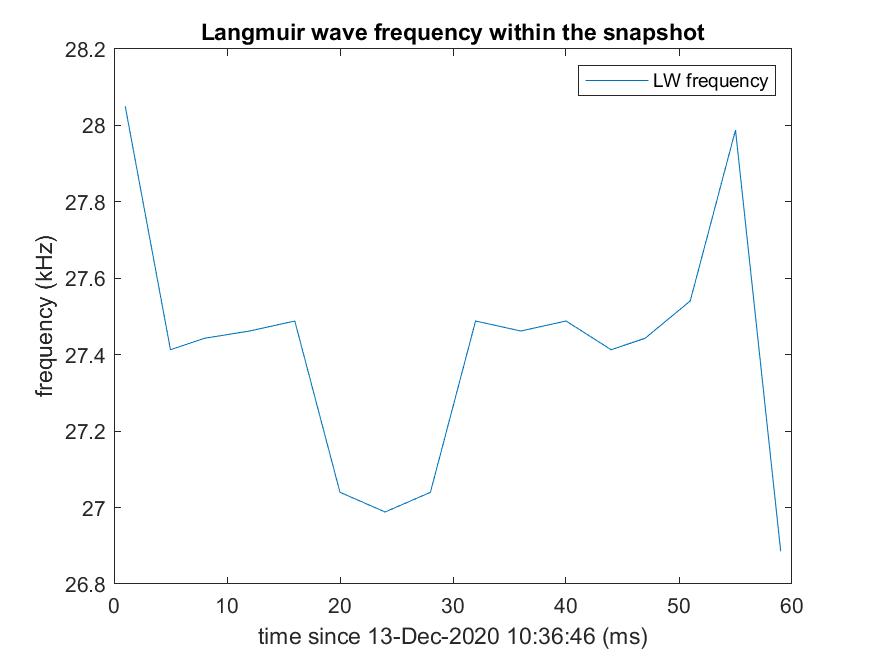 Langmuir wave frequency within the snapshot
28.2
28
27.8
27.6
27.4
27.2
27
26.8
frequency (kHz)
LW frequency
0 10 20 30 40 50 60
time since 13-Dec-2020 10:36:46 (ms)